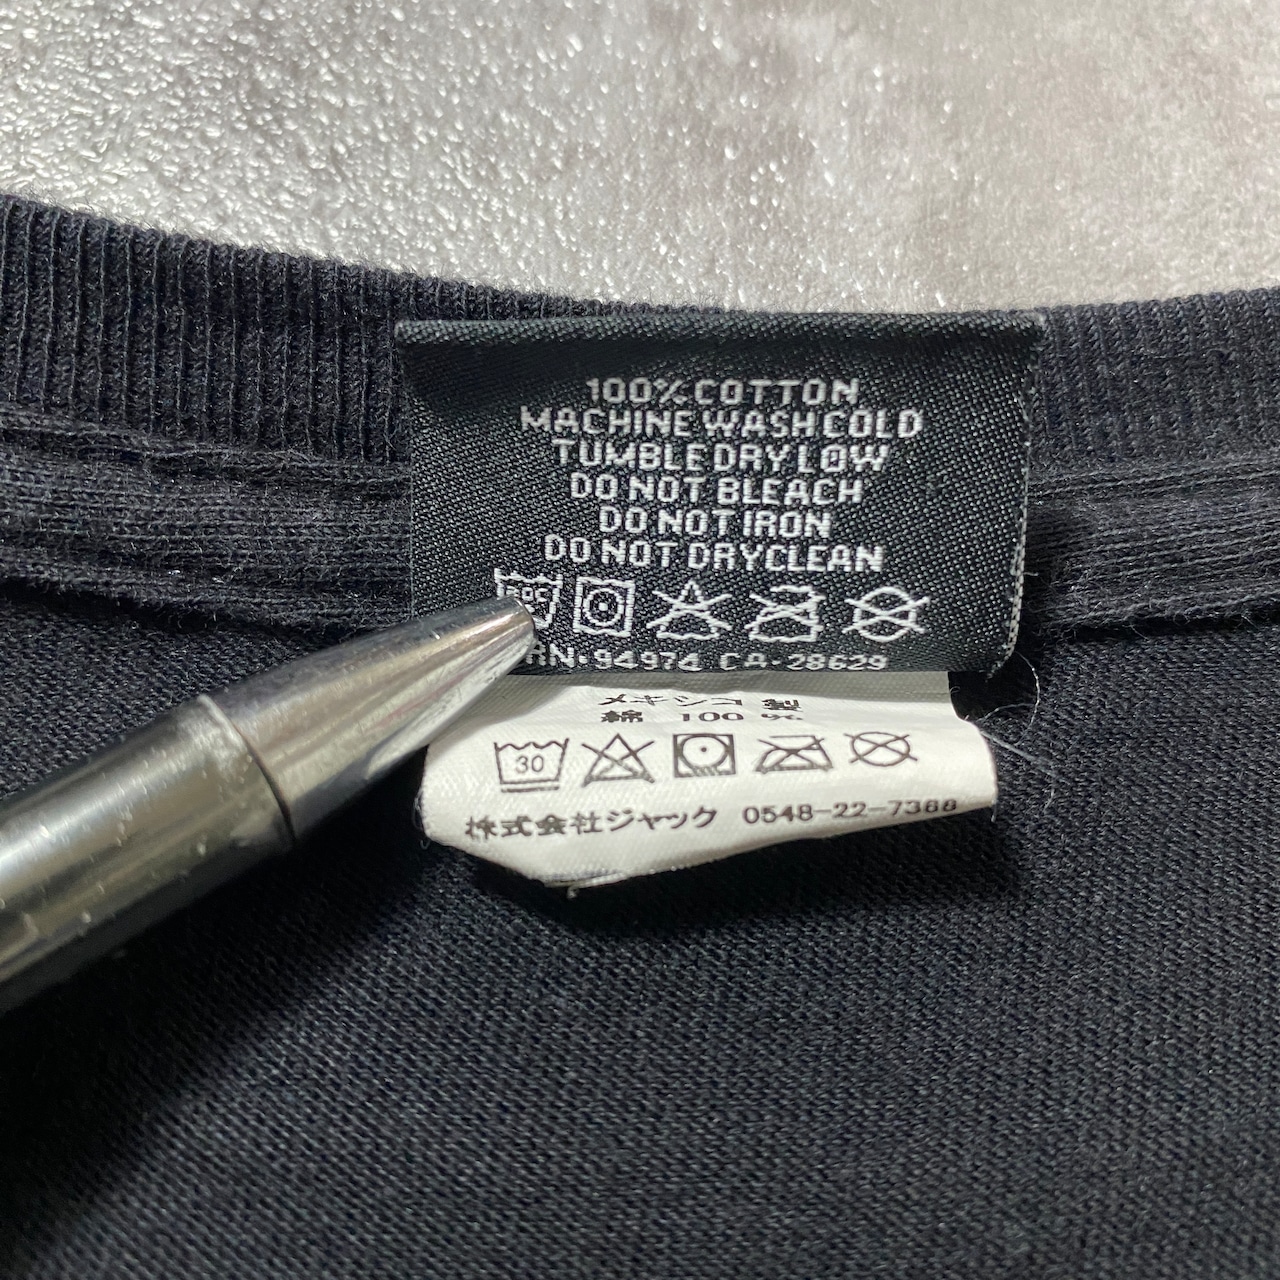 100% COTTON
MACHINE WASH COLD
TUMBLE DRY LOW
DO NOT BLEACH
DO NOT IRON
DO NOT DRYCLEAN
RN•94974 CA•28629
メキシコ製
綿 100 %
30
株式会社ジャック 0548-22-7388